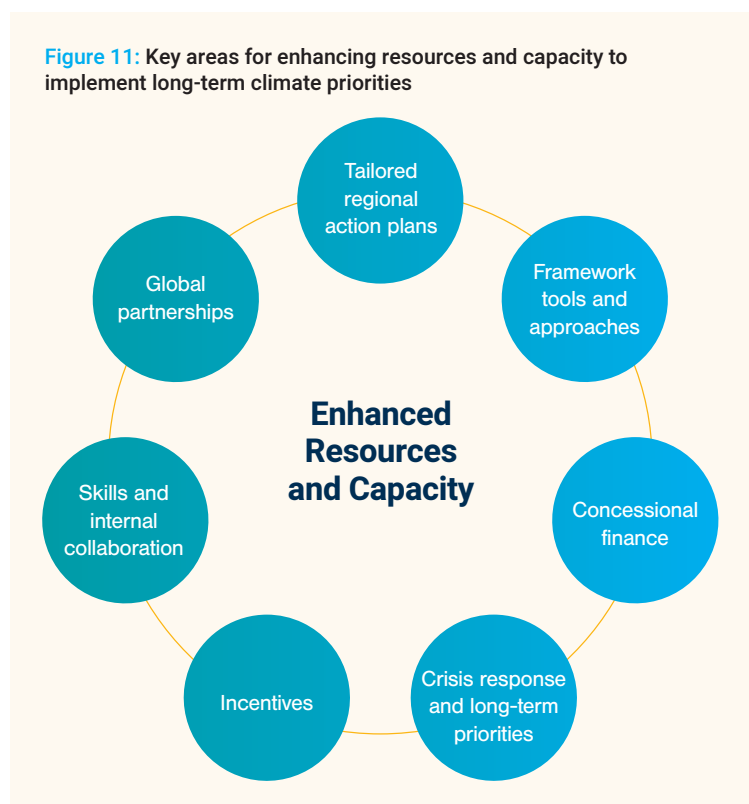 Figure 11: Key areas for enhancing resources and capacity to
implement long-term climate priorities
Tailored
regional
action plans
Framework
tools and
approaches
Concessional
finance
Crisis response
and long-term
priorities
Incentives
Skills and
internal
collaboration
Global
partnerships
Enhanced
Resources
and Capacity